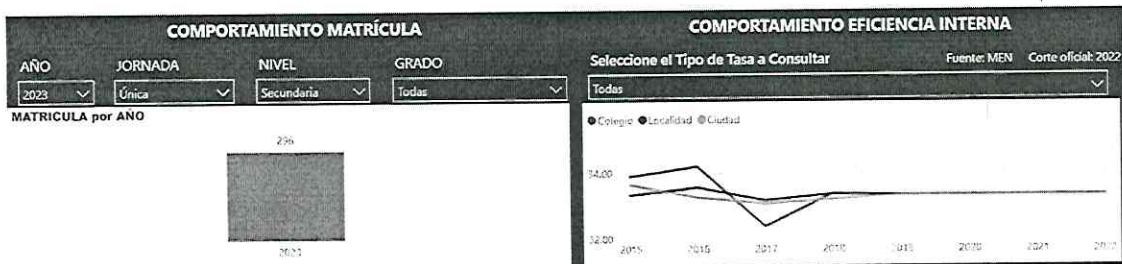 COMPORTAMIENTO MATRÍCULA
AÑO JORNADA NIVEL GRADO
2023 Única Secundaria Todas
MATRICULA por AÑO
296
2023
COMPORTAMIENTO EFICIENCIA INTERNA
Seleccione el Tipo de Tasa a Consultar Fuente: MEN Corte oficial: 2022
Todas
Colegio Localidad Ciudad
34.00
32.00
2015 2016 2017 2018 2019 2020 2021 2022